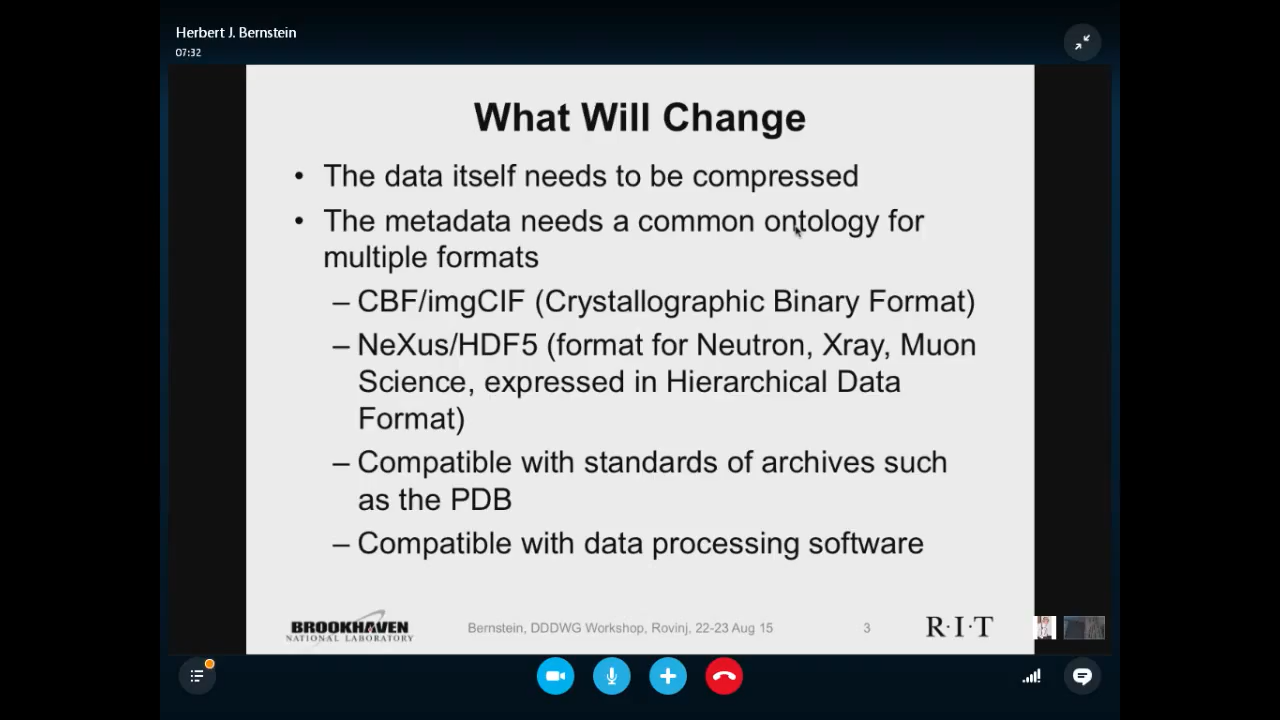 Herbert J. Bernstein
07:32
What Will Change
• The data itself needs to be compressed
• The metadata needs a common ontology for
multiple formats
– CBF/imgCIF (Crystallographic Binary Format)
– NeXus/HDF5 (format for Neutron, Xray, Muon
Science, expressed in Hierarchical Data
Format)
– Compatible with standards of archives such
as the PDB
– Compatible with data processing software
BROOKHAVEN
NATIONAL LABORATORY
Bernstein, DDDWG Workshop, Rovinj, 22-23 Aug 15
3
R·I·T